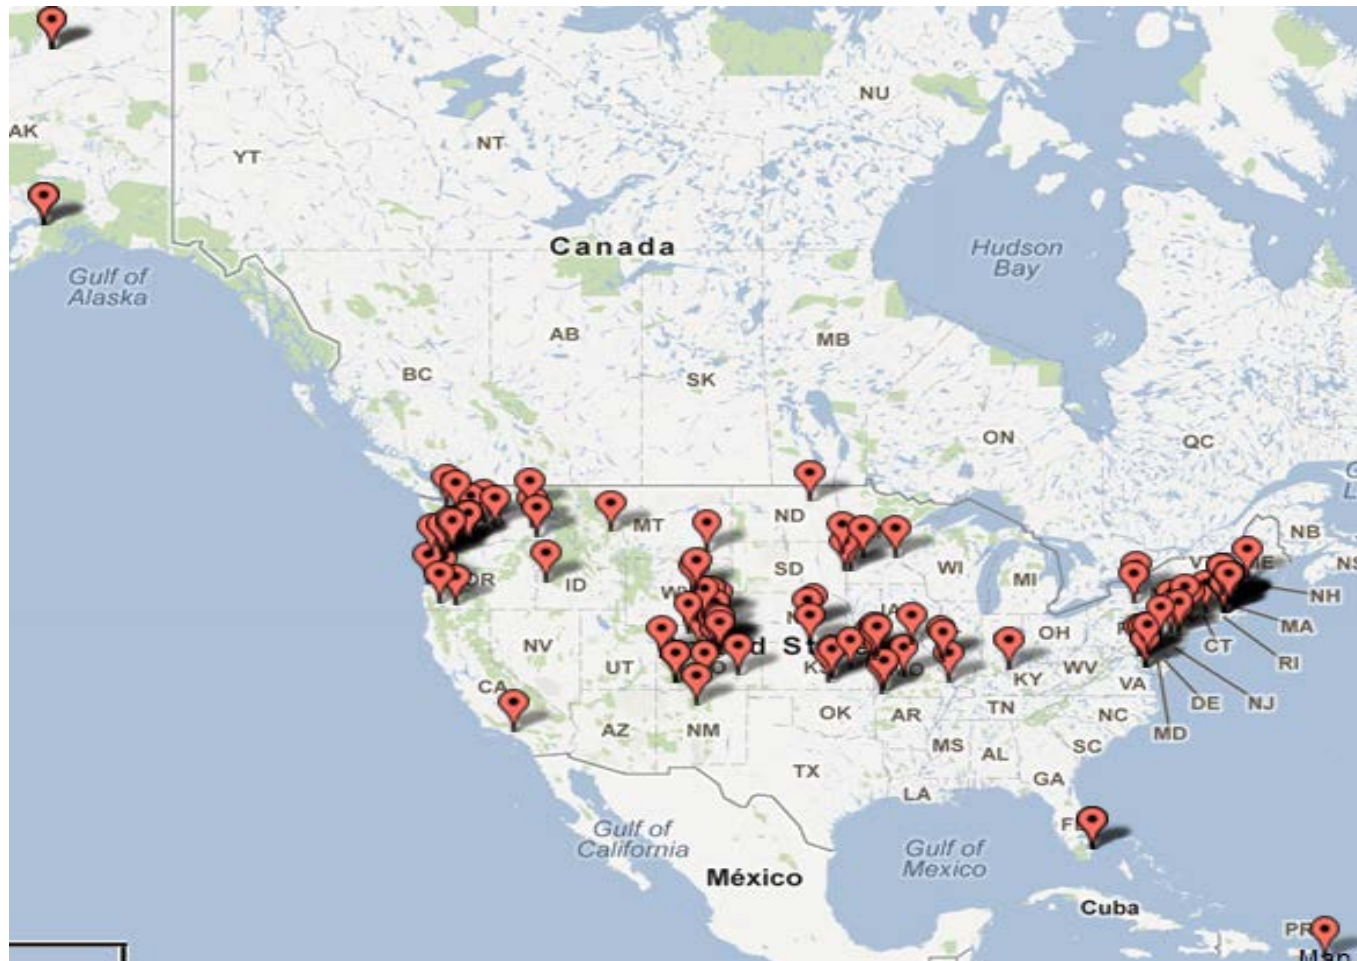 AK
YT
NT
NU
Canada
Hudson
Bay
Gulf of
Alaska
AB
MB
BC
SK
ON
QC
MT
ND
NB
WI
SD
ID
MI
NH
OH
MA
NV
UT
CT
RI
KY
WV
CA
VA
DE
NJ
OK
AR
TN
NC
AZ
NM
MD
MS
AL
SC
TX
GA
LA
Gulf of
California
Gulf of
Mexico
México
Cuba
PR
Map